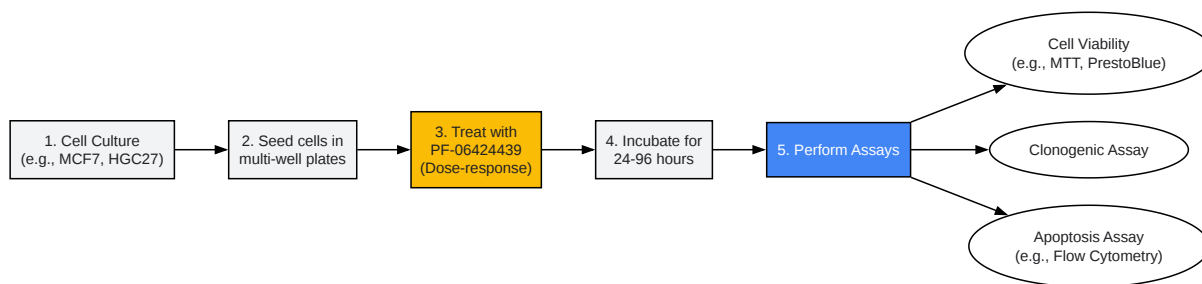 1. Cell Culture
(e.g., MCF7, HGC27)
2. Seed cells in
multi-well plates
3. Treat with
PF-06424439
(Dose-response)
4. Incubate for
24-96 hours
5. Perform Assays
Cell Viability
(e.g., MTT, PrestoBlue)
Clonogenic Assay
Apoptosis Assay
(e.g., Flow Cytometry)